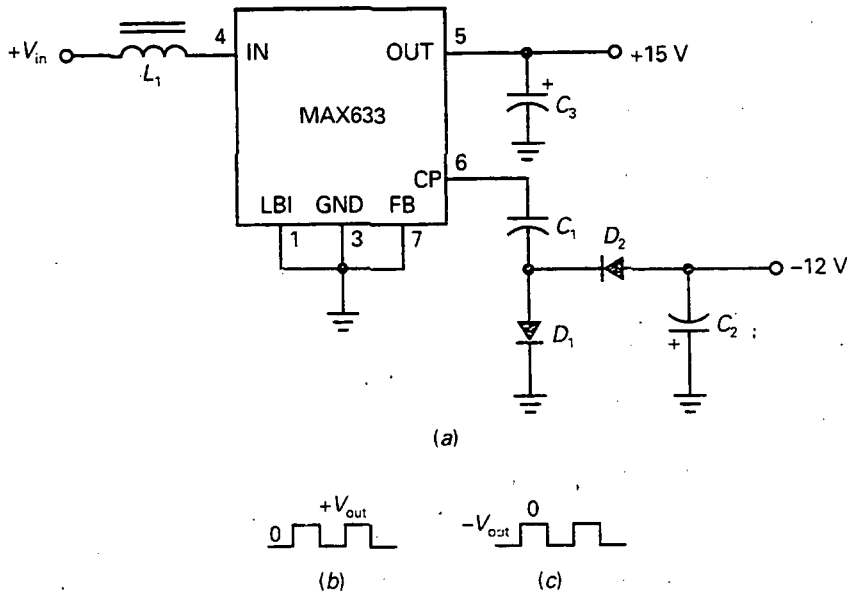 +V_in
4
IN
OUT
5
+15 V
L_1
MAX633
+
C_3
CP
6
LBI
GND
FB
1
3
7
C_1
D_2
-12 V
D_1
C_2
+
(a)
0
+V_out
-V_out
0
(b)
(c)